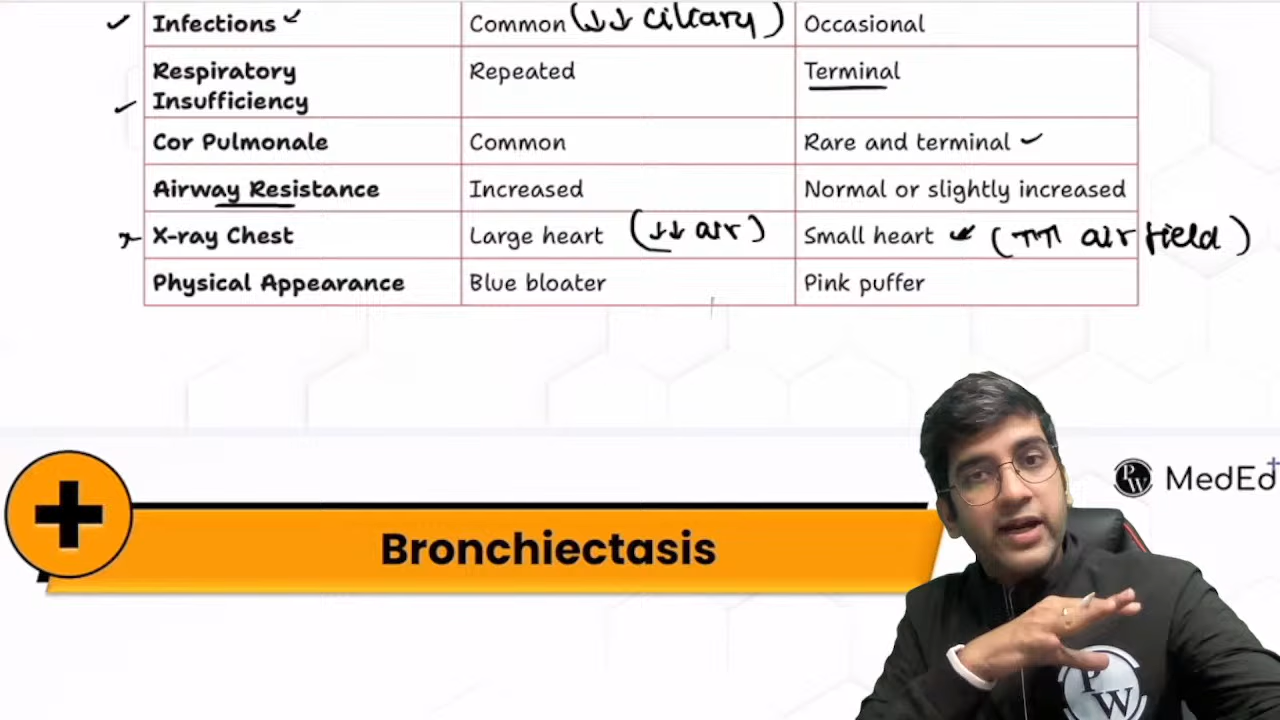 Infections Common (↓↓ ciliary) Occasional
Respiratory Insufficiency Repeated Terminal
Cor Pulmonale Common Rare and terminal
Airway Resistance Increased Normal or slightly increased
X-ray Chest Large heart (↓↓ air) Small heart (↑↑ air field)
Physical Appearance Blue bloater Pink puffer
PW MedEd
Bronchiectasis
PW